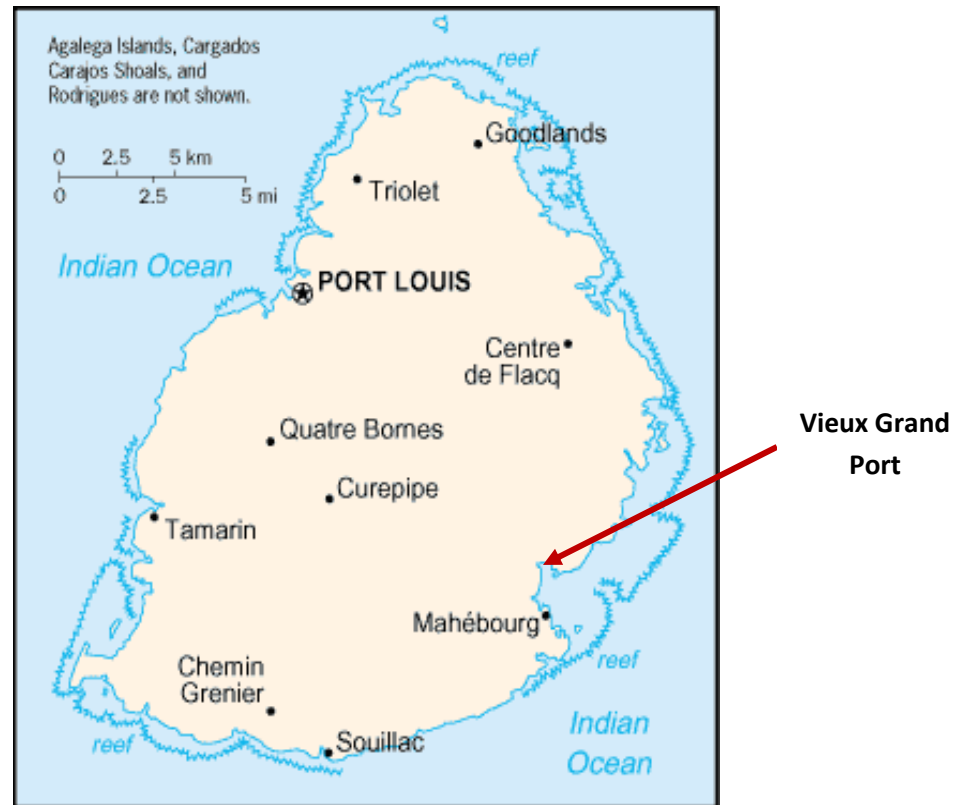 Agalega Islands, Cargados
Carajos Shoals, and
Rodrigues are not shown.
0 2.5 5 km
0 2.5 5 mi
reef
Goodlands
Triolet
Indian Ocean
PORT LOUIS
Centre
de Flacq
Vieux Grand
Port
Quatre Bornes
Curepipe
Tamarin
Mahébourg
reef
Chemin
Grenier
Indian
Ocean
reef
Souillac